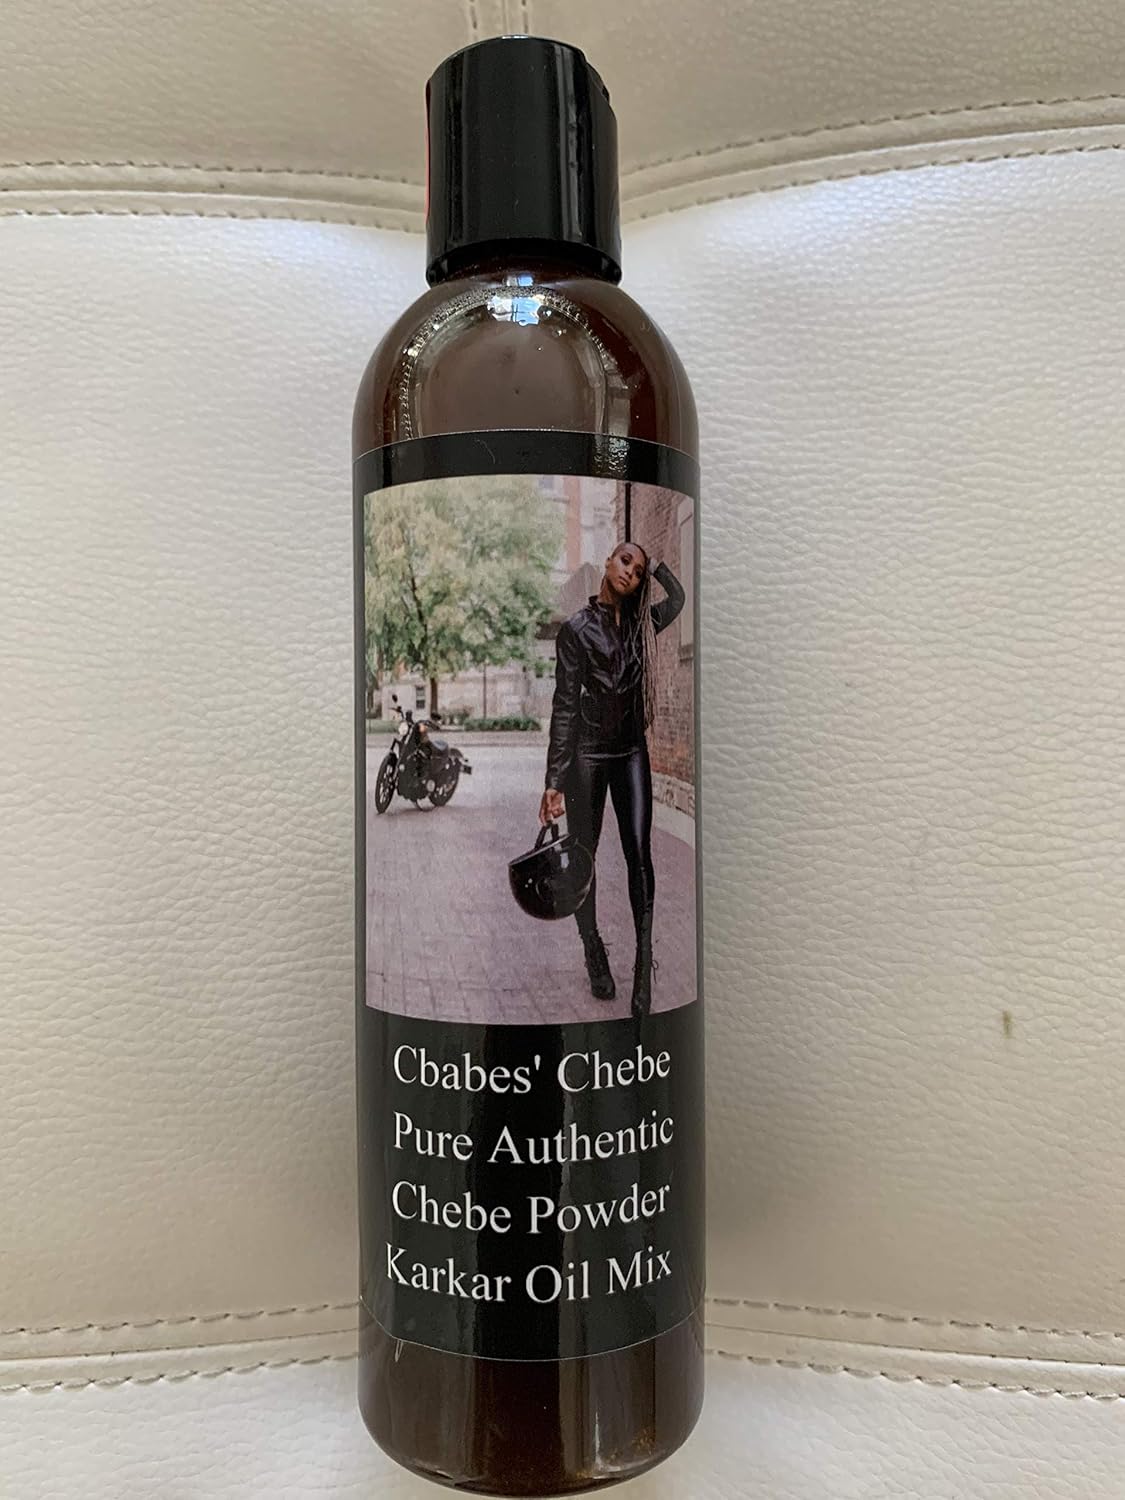 Cbabes' Chebe
Pure Authentic
Chebe Powder
Karkar Oil Mix